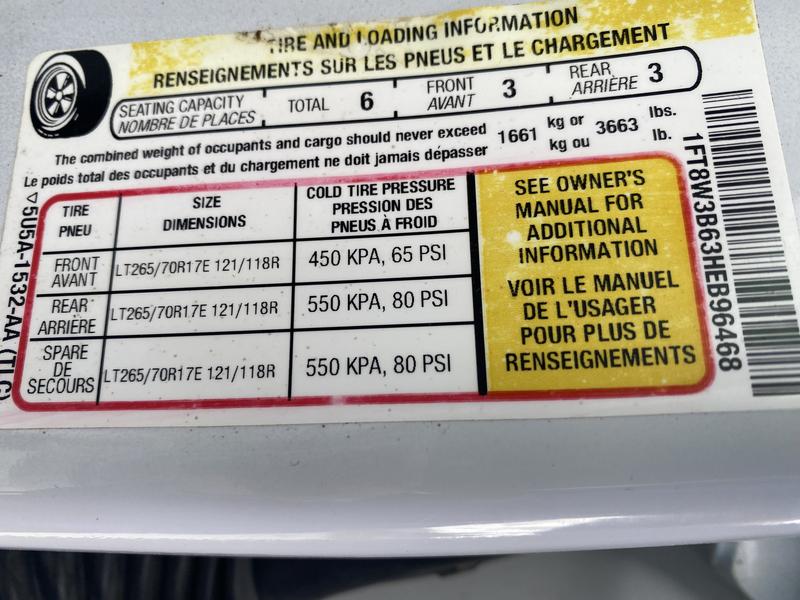 TIRE AND LOADING INFORMATION
RENSEIGNEMENTS SUR LES PNEUS ET LE CHARGEMENT
SEATING CAPACITY
NOMBRE DE PLACES
TOTAL 6
FRONT
AVANT
3
REAR
ARRIÈRE
3
The combined weight of occupants and cargo should never exceed
Le poids total des occupants et du chargement ne doit jamais dépasser
1661
kg or
kg ou
3663
lbs.
lb.
TIRE
PNEU
SIZE
DIMENSIONS
COLD TIRE PRESSURE
PRESSION DES
PNEUS À FROID
FRONT
AVANT
LT265/70R17E 121/118R
450 KPA, 65 PSI
REAR
ARRIÈRE
LT265/70R17E 121/118R
550 KPA, 80 PSI
SPARE
DE
SECOURS
LT265/70R17E 121/118R
550 KPA, 80 PSI
SEE OWNER'S
MANUAL FOR
ADDITIONAL
INFORMATION
VOIR LE MANUEL
DE L'USAGER
POUR PLUS DE
RENSEIGNEMENTS
5U5A-1532-AA (TLC)
1FT8W3B63HEB96468